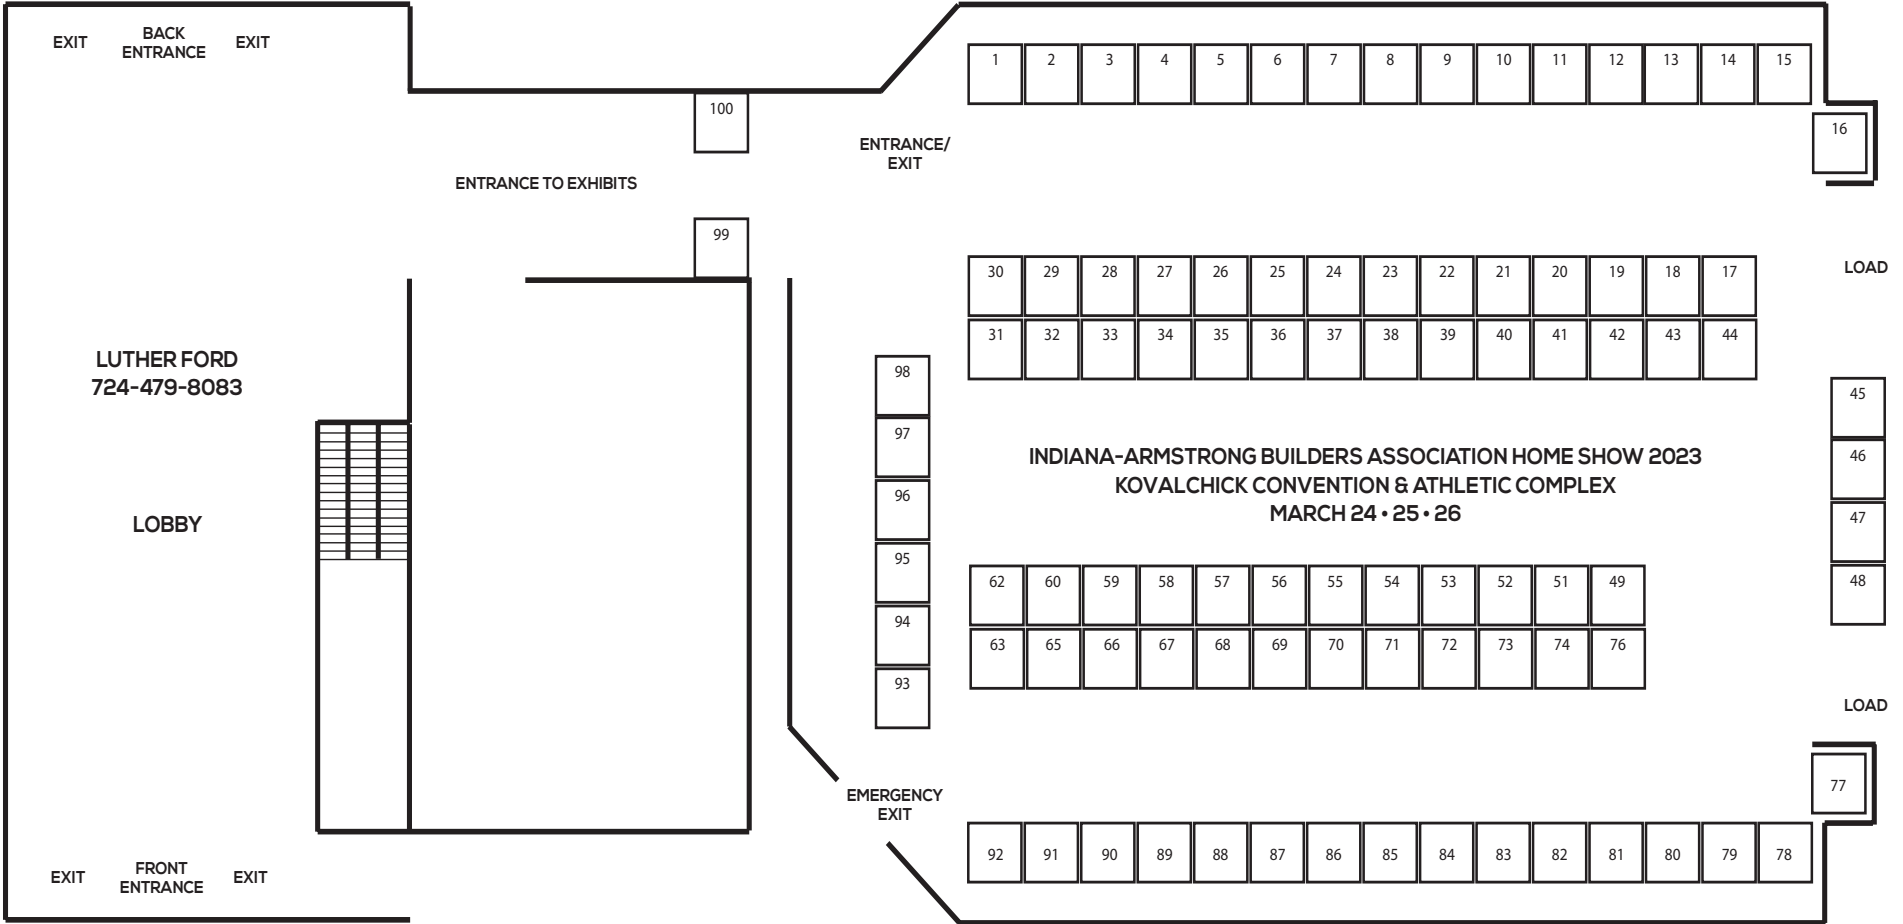 EXIT
BACK
ENTRANCE
EXIT
1 2 3 4 5 6 7 8 9 10 11 12 13 14 15
100
16
ENTRANCE/
EXIT
ENTRANCE TO EXHIBITS
99
30 29 28 27 26 25 24 23 22 21 20 19 18 17
LOAD
31 32 33 34 35 36 37 38 39 40 41 42 43 44
LUTHER FORD
724-479-8083
98
97
96
95
94
93
45
46
47
48
INDIANA-ARMSTRONG BUILDERS ASSOCIATION HOME SHOW 2023
KOVALCHICK CONVENTION & ATHLETIC COMPLEX
MARCH 24 • 25 • 26
LOBBY
62 60 59 58 57 56 55 54 53 52 51 49
63 65 66 67 68 69 70 71 72 73 74 76
LOAD
77
EMERGENCY
EXIT
92 91 90 89 88 87 86 85 84 83 82 81 80 79 78
EXIT
FRONT
ENTRANCE
EXIT